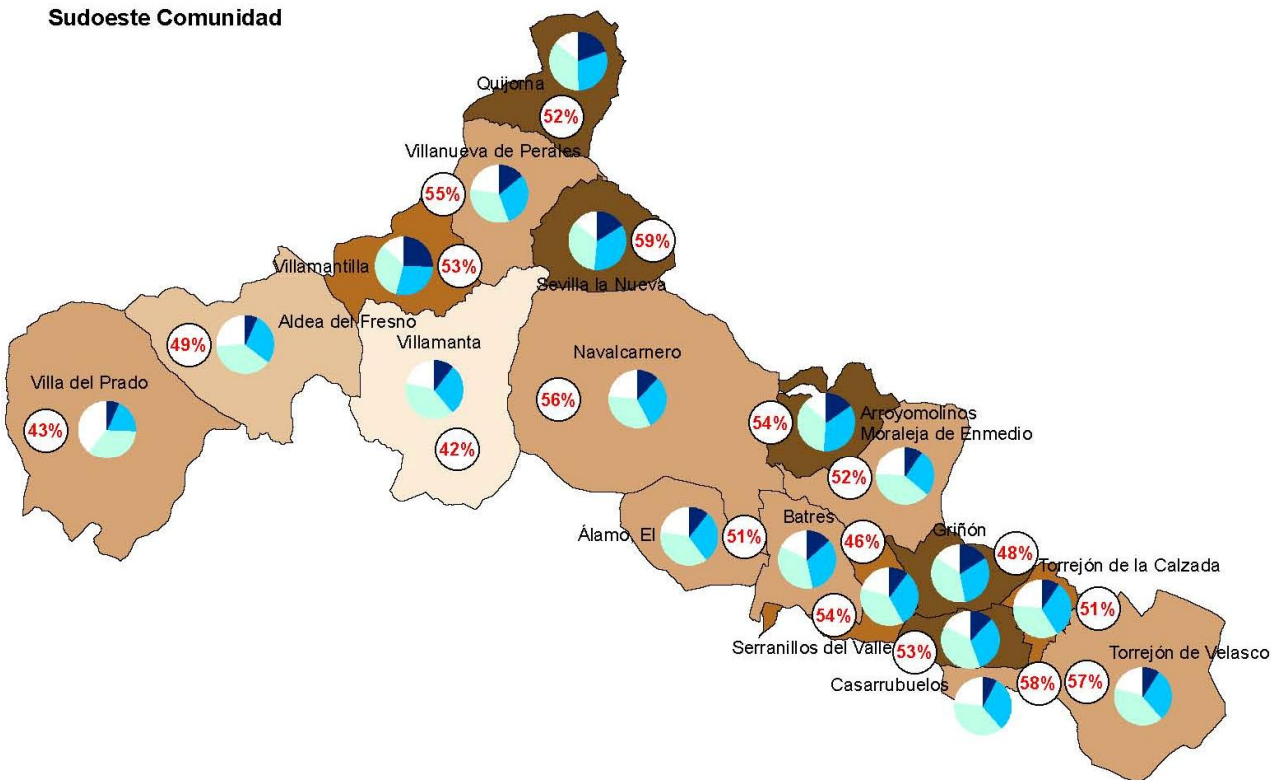 Sudoeste Comunidad
Quijorna
52%
Villanueva de Perales
55%
59%
Villamantilla
53%
Sevilla la Nueva
Aldea del Fresno
49%
Villamanta
Navalcarnero
Villa del Prado
56%
54%
Arroyomolinos
Moraleja de Enmedio
43%
42%
52%
Álamo, El
51%
Batres
46%
Griñón
48%
Torrejón de la Calzada
51%
54%
Serranillos del Valle
53%
Torrejón de Velasco
Casarrubuelos
58%
57%